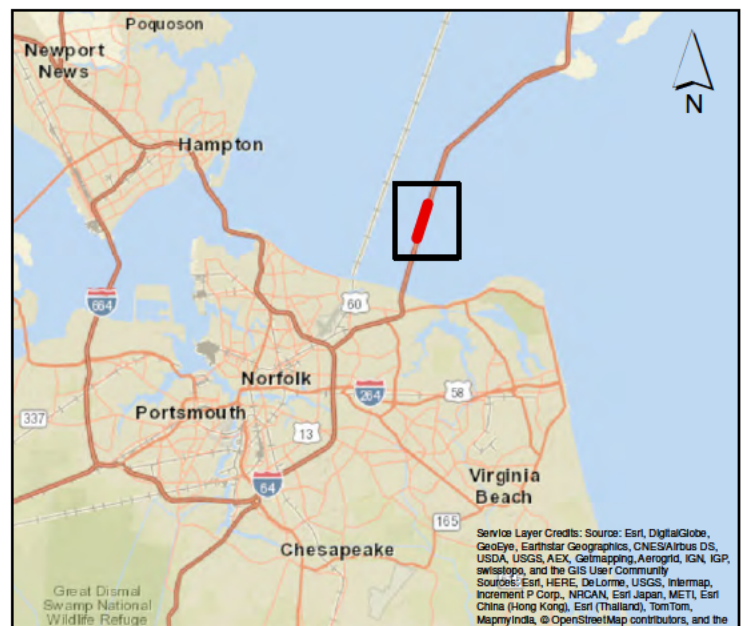 Poquoson
Newport
News
N
Hampton
664
60
Norfolk
264
58
Portsmouth
337
13
64
Virginia
Beach
165
Chesapeake
Great Dismal
Swamp National
Wildlife Refuge
Service Layer Credits: Source: Esri, DigitalGlobe,
GeoEye, Earthstar Geographics, CNES/Airbus DS,
USDA, USGS, AEX, Getmapping, Aerogrid, IGN, IGP,
swisstopo, and the GIS User Community
Sources: Esri, HERE, DeLorme, USGS, Intermap,
increment P Corp., NRCAN, Esri Japan, METI, Esri
China (Hong Kong), Esri (Thailand), TomTom,
MapmyIndia, © OpenStreetMap contributors, and the